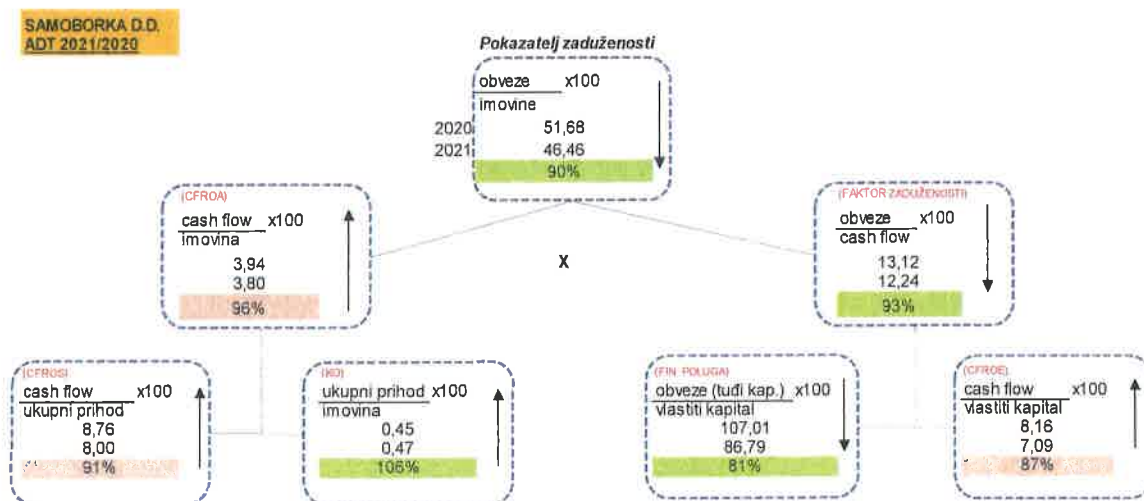 SAMOBORKA D.D.
ADT 2021/2020
Pokazatelj zaduženosti
obveze x100
imovine
2020 51,68
2021 46,46
90%
(CFROA)
cash flow x100
imovina
3,94
3,80
96%
X
(FAKTOR ZADUŽENOSTI)
obveze x100
cash flow
13,12
12,24
93%
(CFROS)
cash flow x100
ukupni prihod
8,76
8,00
91%
(KO)
ukupni prihod x100
imovina
0,45
0,47
106%
(FIN. POLUGA)
obveze (tuđi kap.) x100
vlastiti kapital
107,01
86,79
81%
(CFROE)
cash flow x100
vlastiti kapital
8,16
7,09
87%